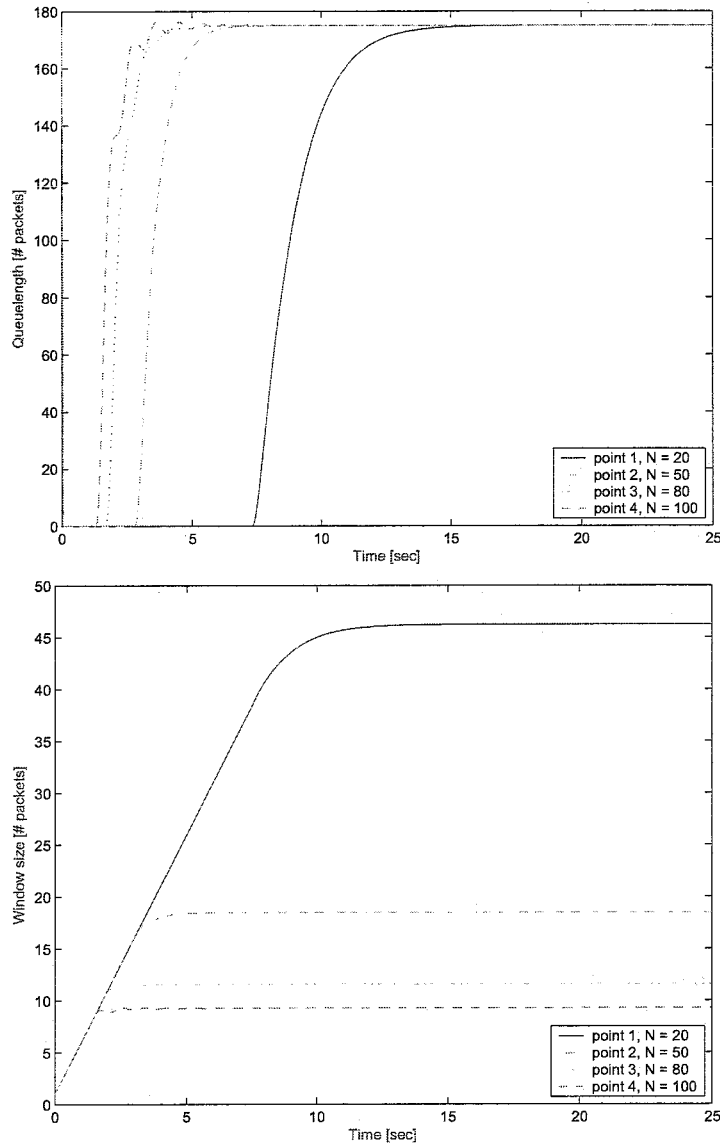 180
160
140
120
100
80
60
40
20
0
Queuelength [# packets]
0 5 10 15 20 25
Time [sec]
point 1, N = 20
point 2, N = 50
point 3, N = 80
point 4, N = 100
50
45
40
35
30
25
20
15
10
5
0
Window size [# packets]
0 5 10 15 20 25
Time [sec]
point 1, N = 20
point 2, N = 50
point 3, N = 80
point 4, N = 100